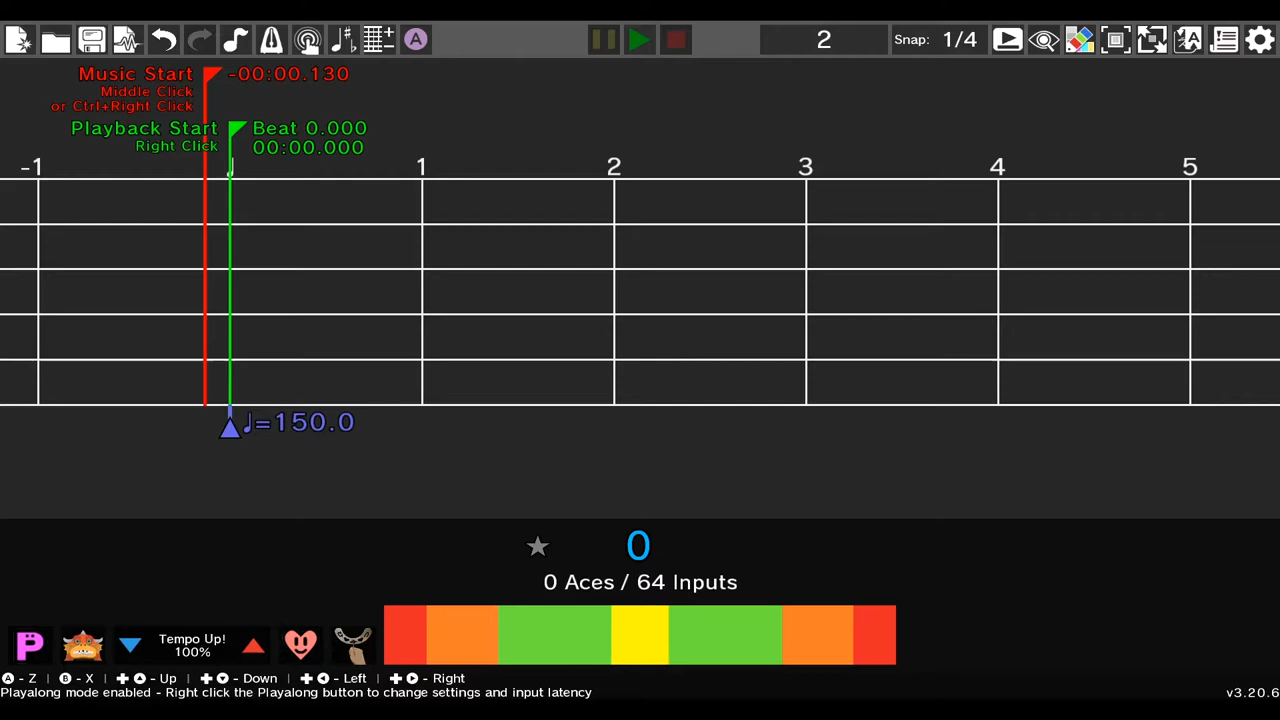 A
2
Snap: 1/4
Music Start -00:00.130
Middle Click
or Ctrl+Right Click
Playback Start Beat 0.000
Right Click 00:00.000
-1 1 2 3 4 5
♩=150.0
0
0 Aces / 64 Inputs
P
Tempo Up!
100%
A - Z | B - X | - Up | - Down | - Left | - Right
Playalong mode enabled - Right click the Playalong button to change settings and input latency
v3.20.6